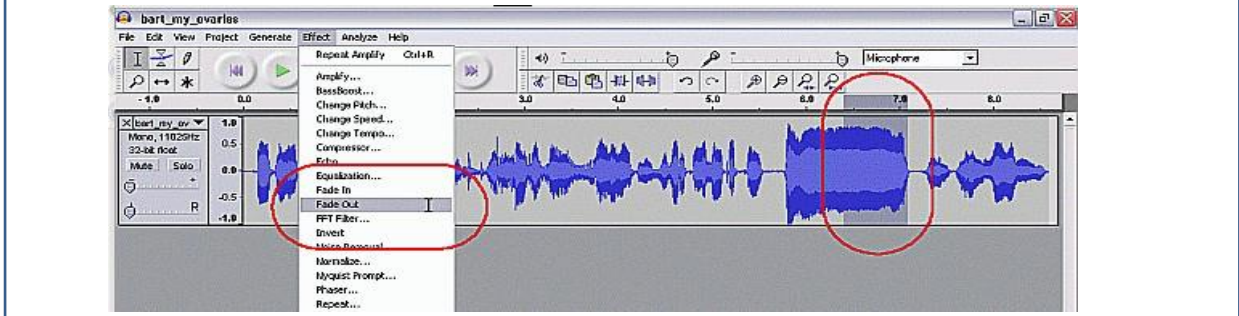 bart_my_ovaries
File Edit View Project Generate Effect Analyze Help
Repeat Amplify Ctrl+R
Microphone
Amplify...
BassBoost...
Change Pitch...
Change Speed...
Change Tempo...
Compressor...
Echo
Equalization...
Fade In
Fade Out
FFT Filter...
Invert
Noise Removal
Normalize...
Nyquist Prompt...
Phaser...
Repeat...
- 1.0 0.0 3.0 4.0 5.0 6.0 7.0 8.0
bart_my_ov
Mono, 11025Hz
32-bit float
Mute Solo
- +
L R
1.0
0.5
0.0
-0.5
-1.0